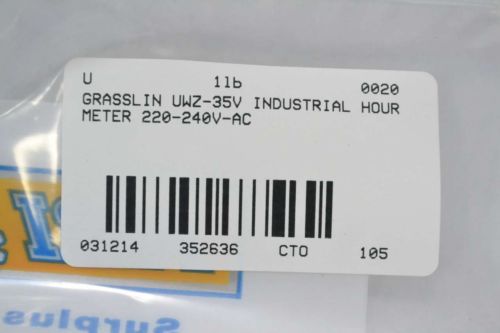 U 1lb 0020
GRASSLIN UWZ-35V INDUSTRIAL HOUR
METER 220-240V-AC
031214 352636 CTO 105
Surplus